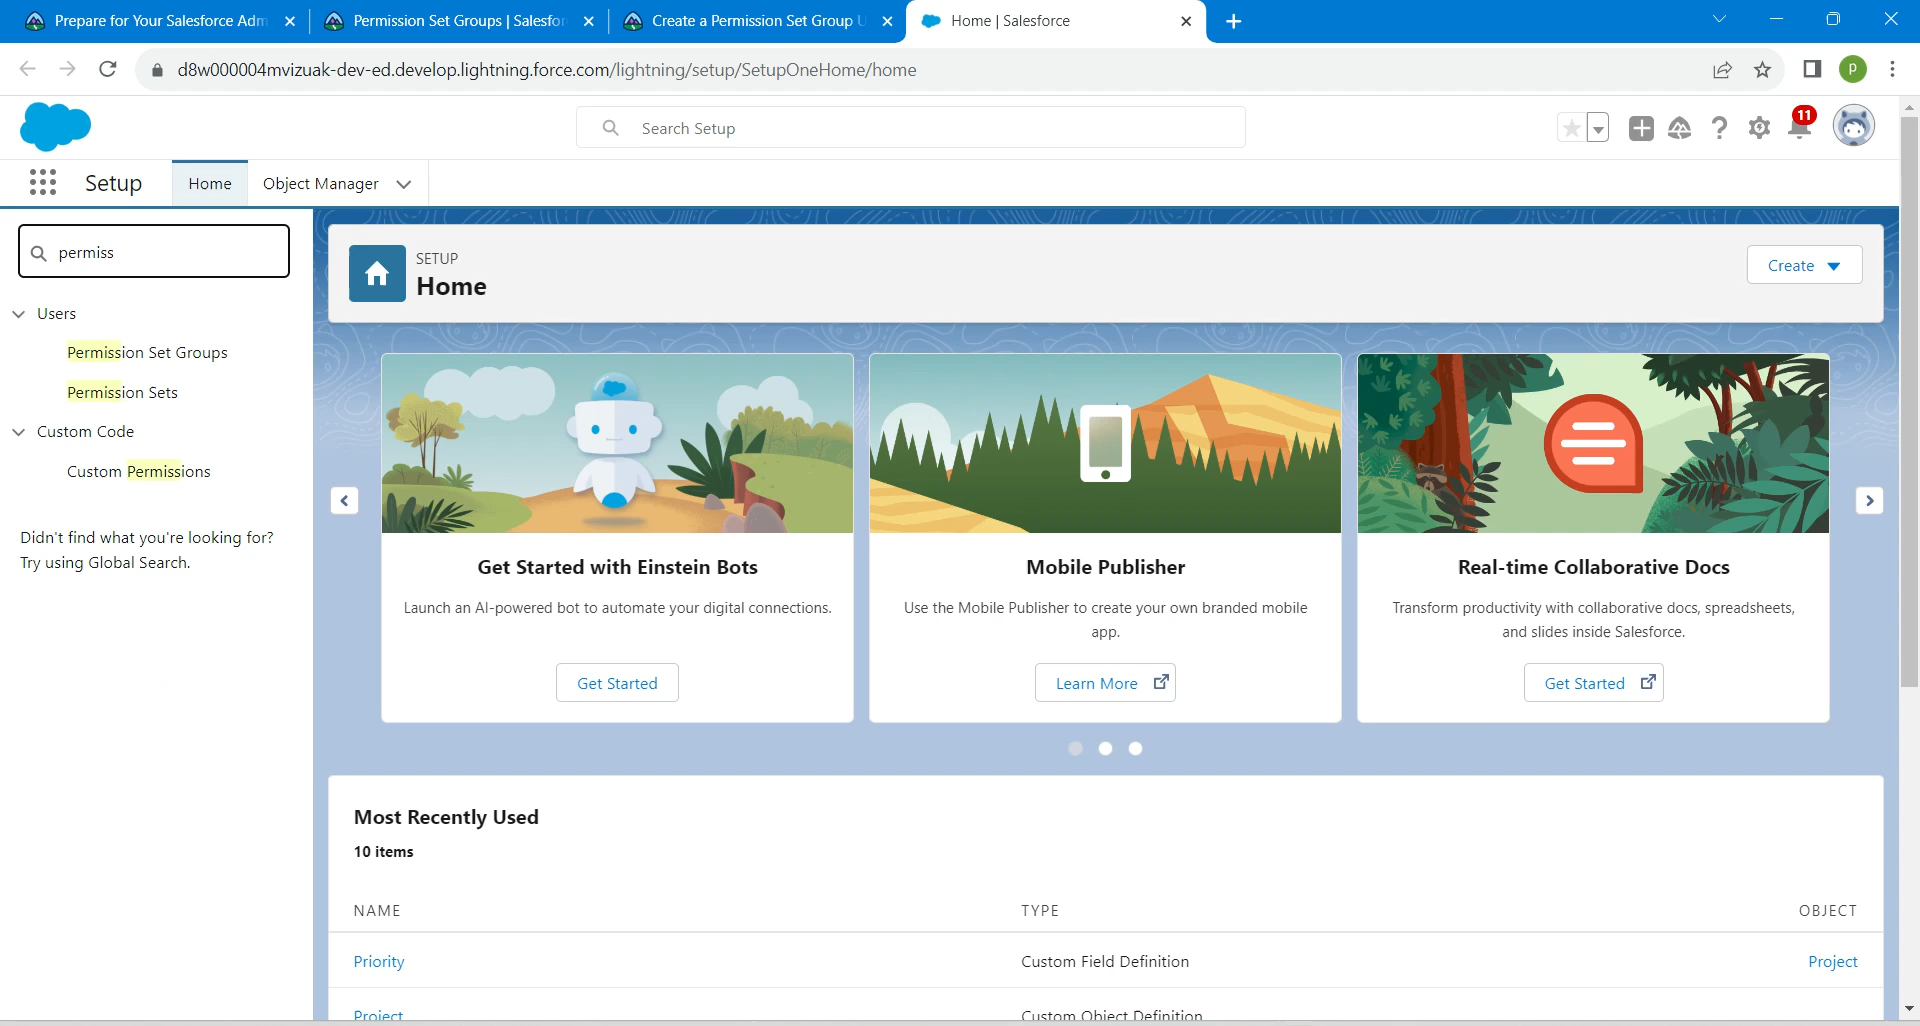 Prepare for Your Salesforce Adm
Permission Set Groups | Salesfor
Create a Permission Set Group U
Home | Salesforce
d8w000004mvizuak-dev-ed.develop.lightning.force.com/lightning/setup/SetupOneHome/home
P
Search Setup
11
Setup
Home
Object Manager
permiss
Users
Permission Set Groups
Permission Sets
Custom Code
Custom Permissions
Didn't find what you're looking for?
Try using Global Search.
SETUP
Home
Create
Get Started with Einstein Bots
Launch an AI-powered bot to automate your digital connections.
Get Started
Mobile Publisher
Use the Mobile Publisher to create your own branded mobile
app.
Learn More
Real-time Collaborative Docs
Transform productivity with collaborative docs, spreadsheets,
and slides inside Salesforce.
Get Started
Most Recently Used
10 items
NAME TYPE OBJECT
Priority Custom Field Definition Project
Project Custom Object Definition